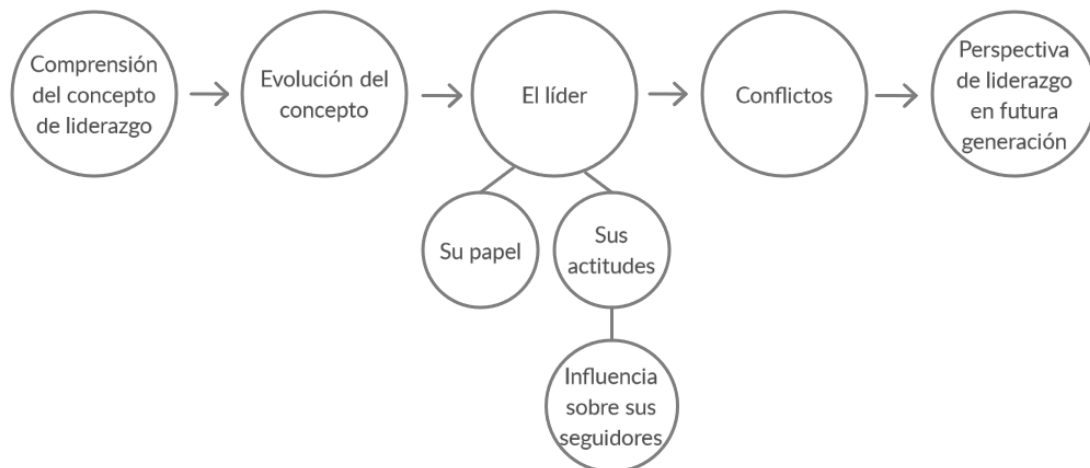 Comprensión
del concepto
de liderazgo
Evolución del
concepto
El líder
Conflictos
Perspectiva
de liderazgo
en futura
generación
Su papel
Sus
actitudes
Influencia
sobre sus
seguidores